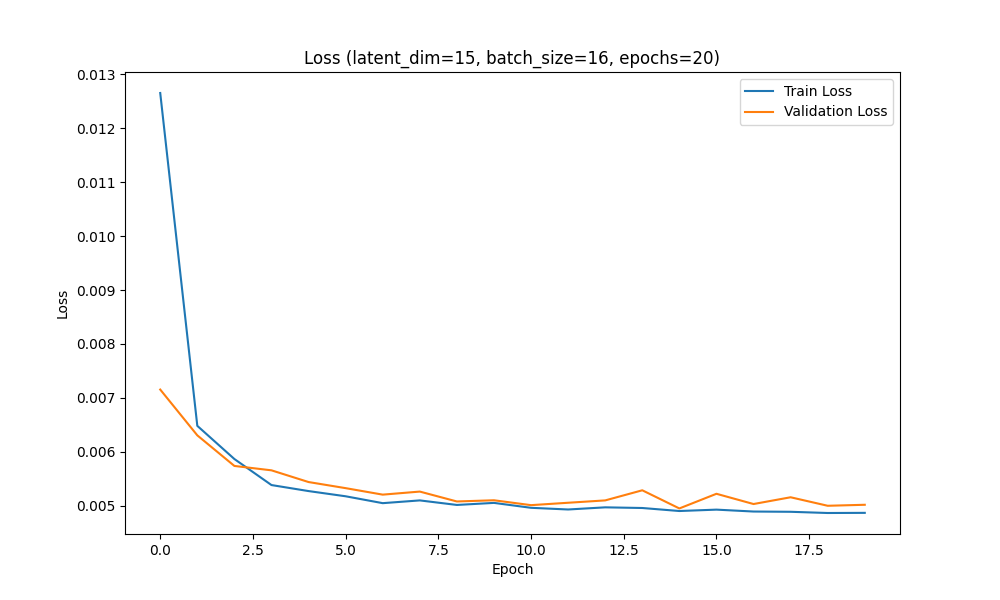 Loss (latent_dim=15, batch_size=16, epochs=20)
Train Loss
Validation Loss
0.013
0.012
0.011
0.010
0.009
0.008
0.007
0.006
0.005
Loss
0.0 2.5 5.0 7.5 10.0 12.5 15.0 17.5
Epoch